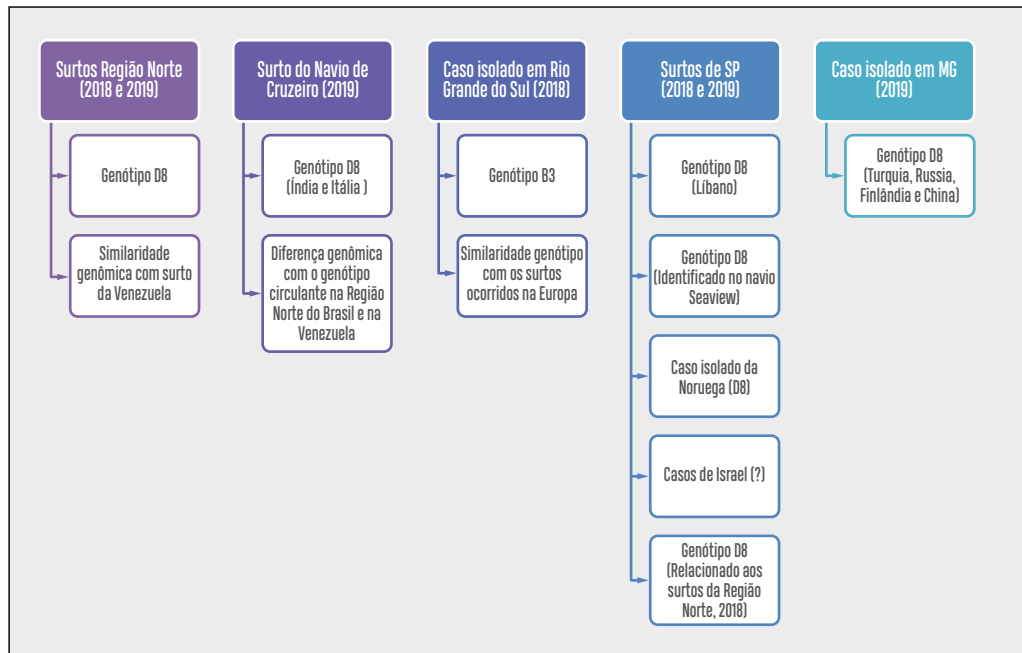 Surtos Região Norte
(2018 e 2019)
Genótipo D8
Similaridade
genômica com surto
da Venezuela
Surto do Navio de
Cruzeiro (2019)
Genótipo D8
(Índia e Itália )
Diferença genômica
com o genótipo
circulante na Região
Norte do Brasil e na
Venezuela
Caso isolado em Rio
Grande do Sul (2018)
Genótipo B3
Similaridade genótipo
com os surtos
ocorridos na Europa
Surtos de SP
(2018 e 2019)
Genótipo D8
(Líbano)
Genótipo D8
(Identificado no navio
Seaview)
Caso isolado da
Noruega (D8)
Casos de Israel (?)
Genótipo D8
(Relacionado aos
surtos da Região
Norte, 2018)
Caso isolado em MG
(2019)
Genótipo D8
(Turquia, Russia,
Finlândia e China)